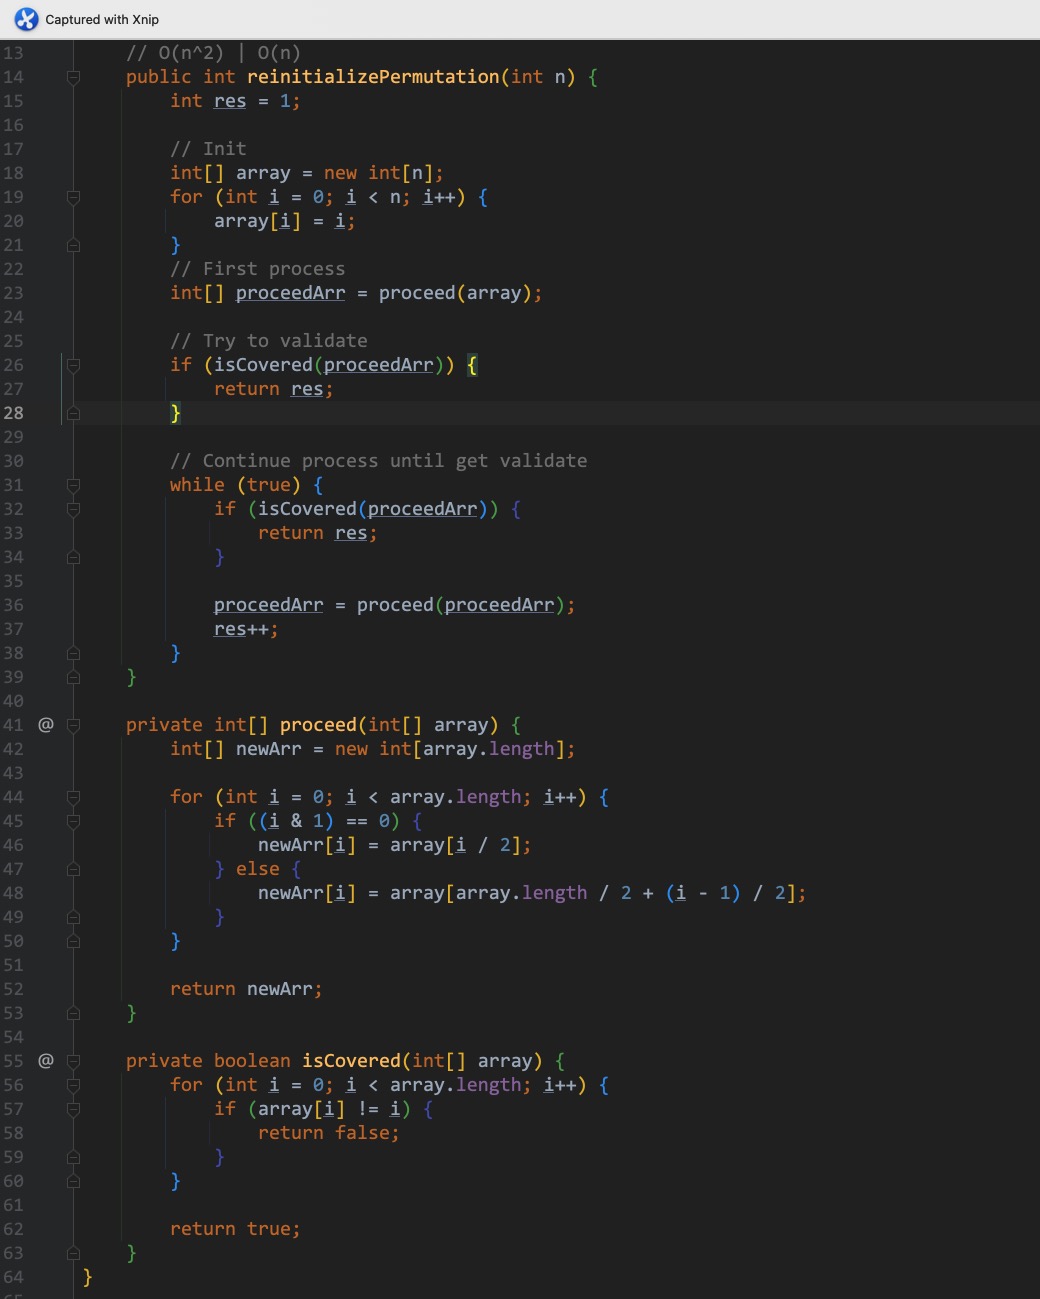 Captured with Xnip
13 // O(n^2) | O(n)
14 public int reinitializePermutation(int n) {
15 int res = 1;
16
17 // Init
18 int[] array = new int[n];
19 for (int i = 0; i < n; i++) {
20 array[i] = i;
21 }
22 // First process
23 int[] proceedArr = proceed(array);
24
25 // Try to validate
26 if (isCovered(proceedArr)) {
27 return res;
28 }
29
30 // Continue process until get validate
31 while (true) {
32 if (isCovered(proceedArr)) {
33 return res;
34 }
35
36 proceedArr = proceed(proceedArr);
37 res++;
38 }
39 }
40
41 @ private int[] proceed(int[] array) {
42 int[] newArr = new int[array.length];
43
44 for (int i = 0; i < array.length; i++) {
45 if ((i & 1) == 0) {
46 newArr[i] = array[i / 2];
47 } else {
48 newArr[i] = array[array.length / 2 + (i - 1) / 2];
49 }
50 }
51
52 return newArr;
53 }
54
55 @ private boolean isCovered(int[] array) {
56 for (int i = 0; i < array.length; i++) {
57 if (array[i] != i) {
58 return false;
59 }
60 }
61
62 return true;
63 }
64 }